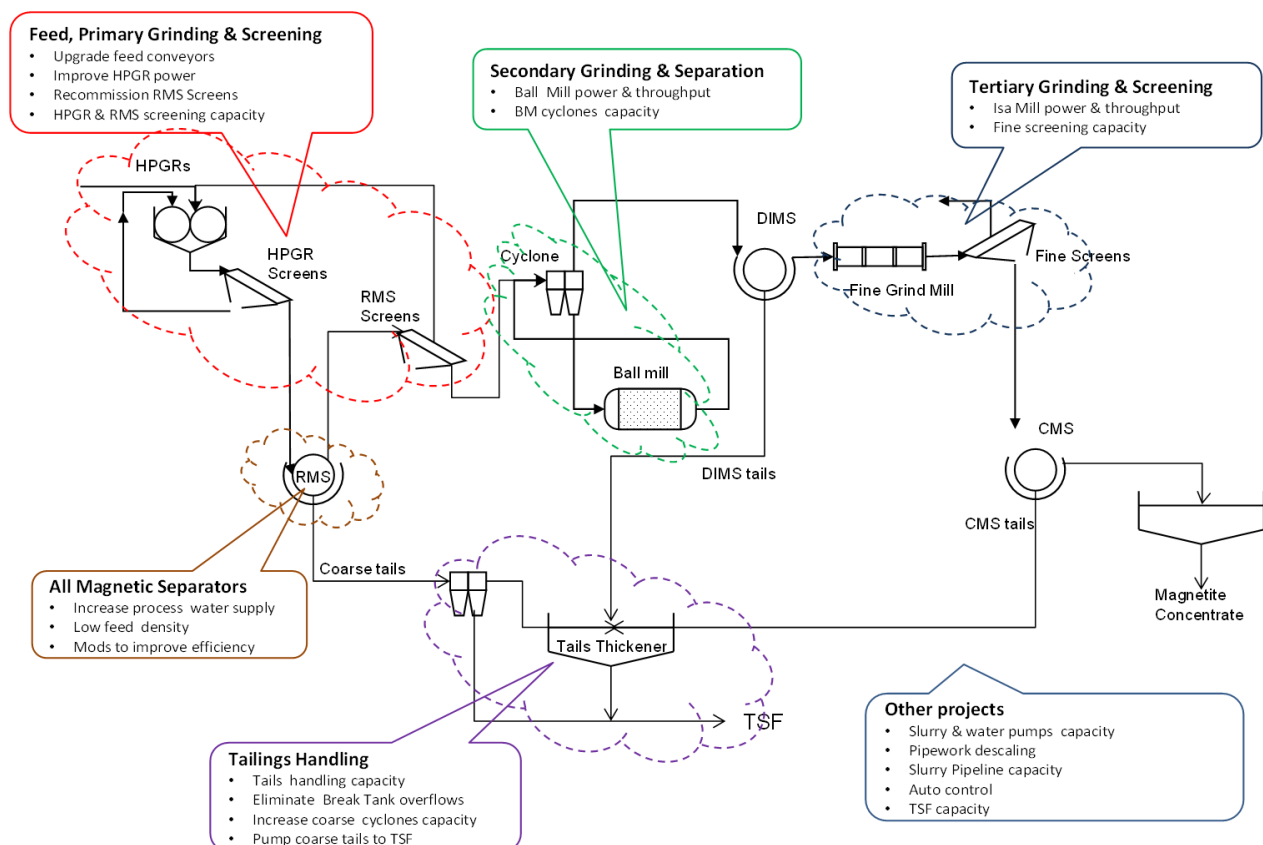 Feed, Primary Grinding & Screening
• Upgrade feed conveyors
• Improve HPGR power
• Recommission RMS Screens
• HPGR & RMS screening capacity
Secondary Grinding & Separation
• Ball Mill power & throughput
• BM cyclones capacity
Tertiary Grinding & Screening
• Isa Mill power & throughput
• Fine screening capacity
HPGRs
HPGR
Screens
RMS
Screens
Cyclone
Ball mill
DIMS
Fine Grind Mill
Fine Screens
RMS
DIMS tails
CMS
CMS tails
Magnetite
Concentrate
Coarse tails
Tails Thickener
TSF
All Magnetic Separators
• Increase process water supply
• Low feed density
• Mods to improve efficiency
Tailings Handling
• Tails handling capacity
• Eliminate Break Tank overflows
• Increase coarse cyclones capacity
• Pump coarse tails to TSF
Other projects
• Slurry & water pumps capacity
• Pipework descaling
• Slurry Pipeline capacity
• Auto control
• TSF capacity